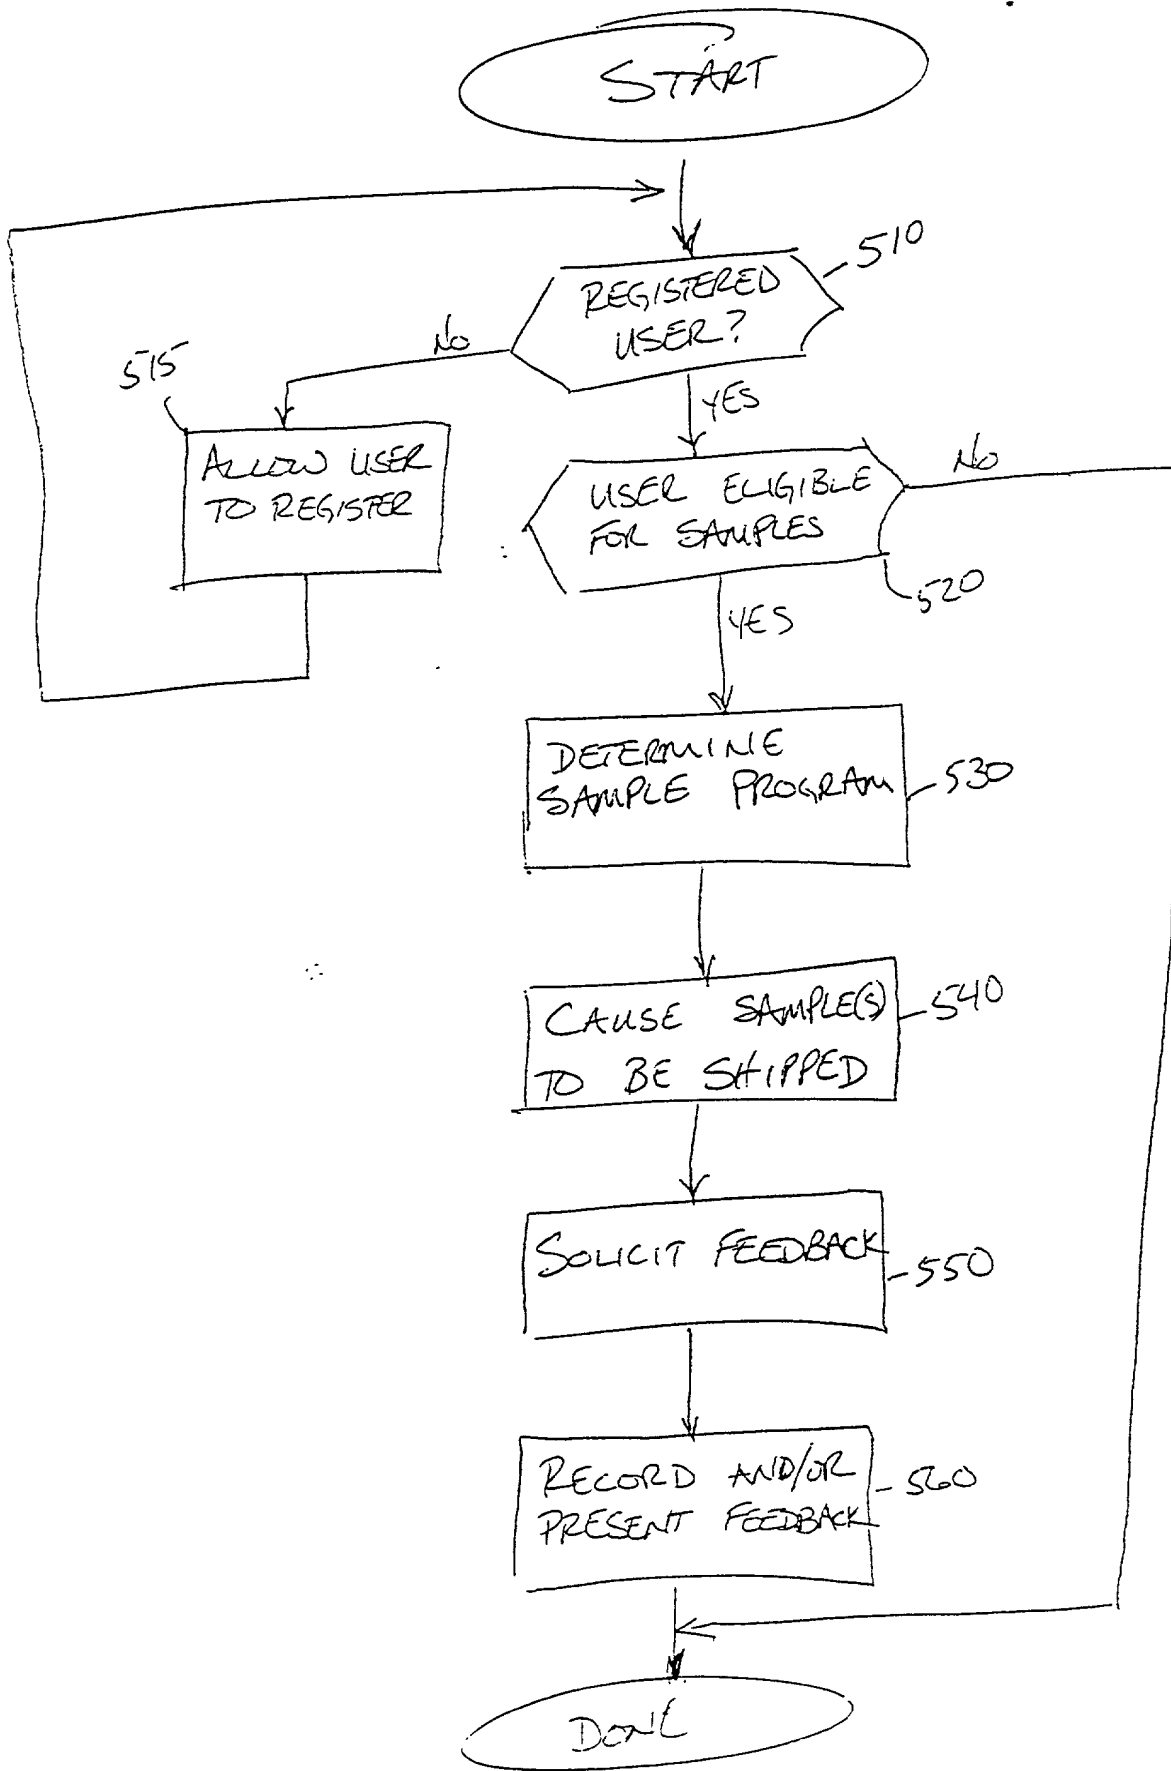 START
510
REGISTERED
USER?
No
515
YES
ALLOW USER
TO REGISTER
No
USER ELIGIBLE
FOR SAMPLES
520
YES
DETERMINE
SAMPLE PROGRAM
530
CAUSE SAMPLE(S)
TO BE SHIPPED
540
SOLICIT FEEDBACK
550
RECORD AND/OR
PRESENT FEEDBACK
560
DONE